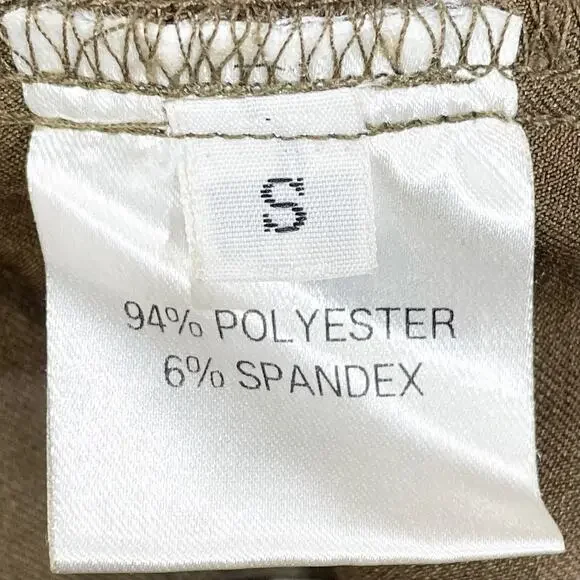 S
94% POLYESTER
6% SPANDEX